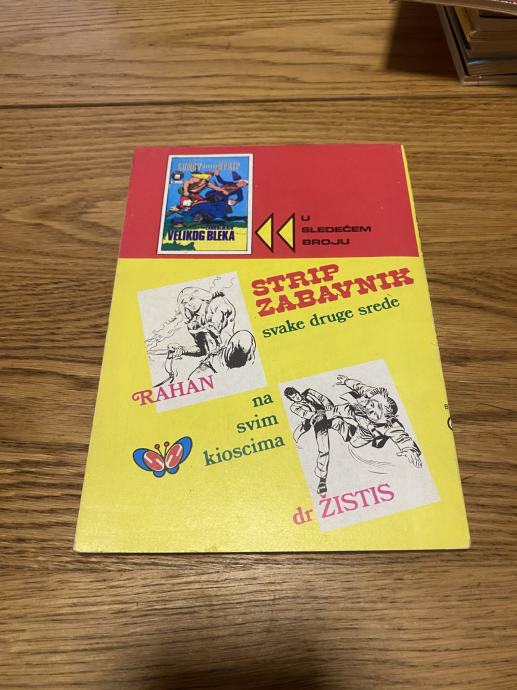 VELIKOG BLEKA
U
SLEDEĆEM
BROJU
STRIP
ZABAVNIK
svake druge srede
RAHAN
na
svim
kioscima
dr ŽISTIS